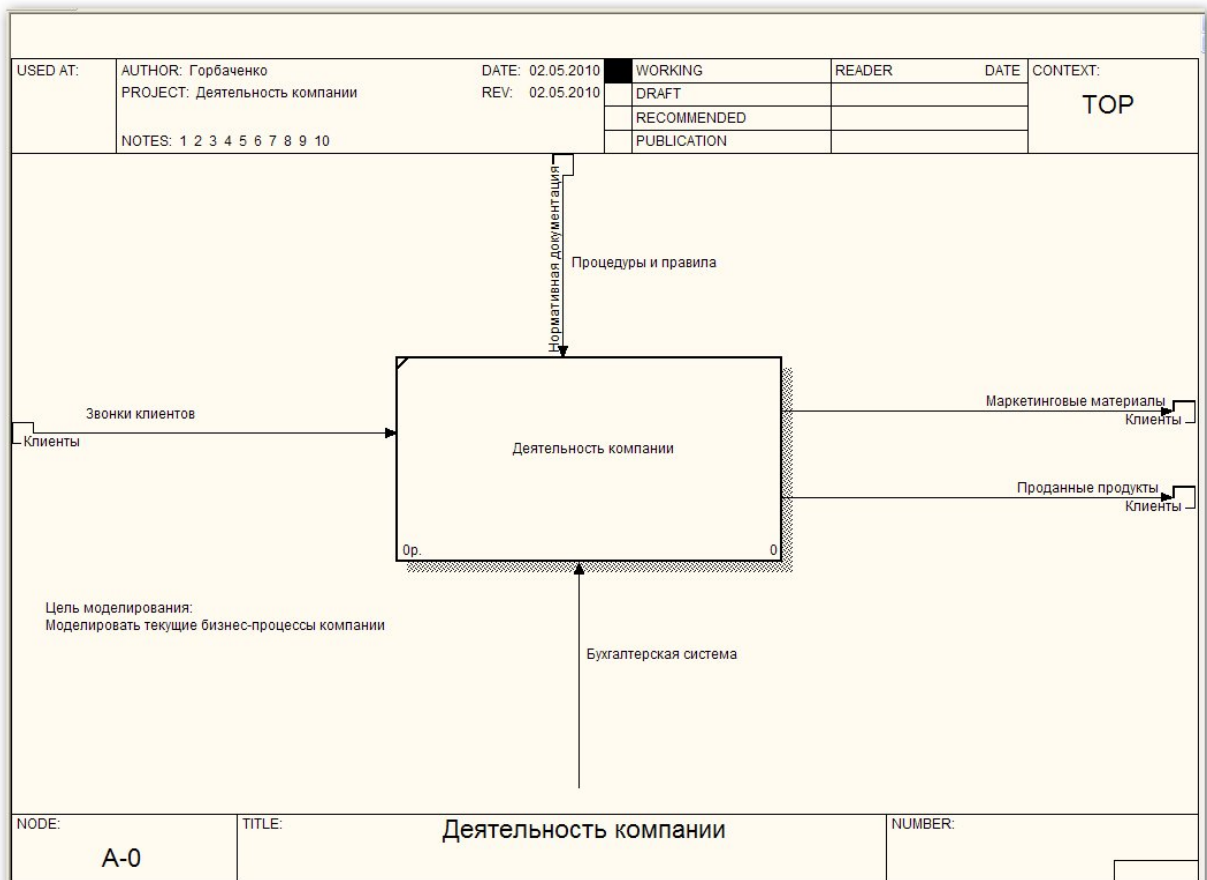 USED AT:
AUTHOR: Горбаченко
DATE: 02.05.2010
WORKING
READER
DATE
CONTEXT:
PROJECT: Деятельность компании
REV: 02.05.2010
DRAFT
TOP
RECOMMENDED
NOTES: 1 2 3 4 5 6 7 8 9 10
PUBLICATION
Нормативная документация
Процедуры и правила
Звонки клиентов
Клиенты
Деятельность компании
0р.
0
Маркетинговые материалы
Клиенты
Проданные продукты
Клиенты
Цель моделирования:
Моделировать текущие бизнес-процессы компании
Бухгалтерская система
NODE:
A-0
TITLE:
Деятельность компании
NUMBER: